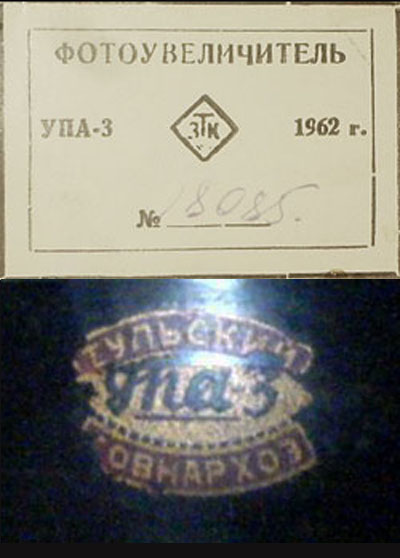 ФОТОУВЕЛИЧИТЕЛЬ
УПА-3
ЗТК
1962 г.
№ 18085.
ТУЛЬСКИЙ
упа-3
СОВНАРХОЗ